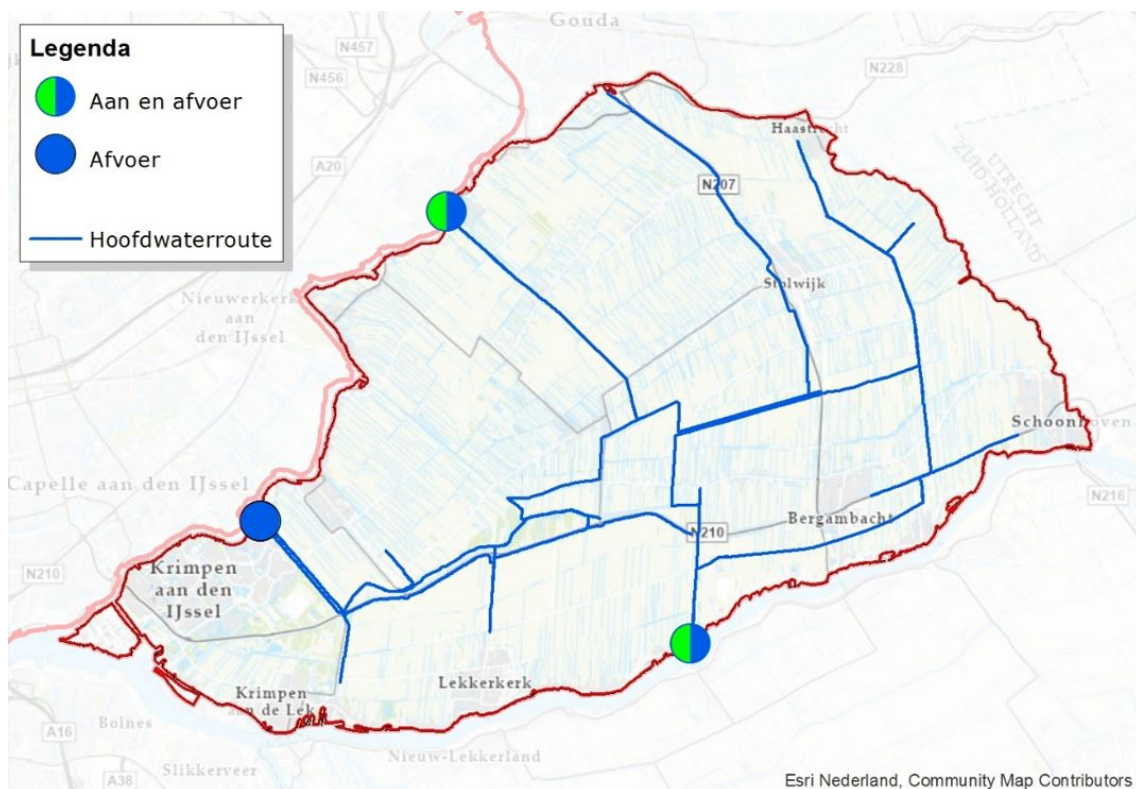 Legenda
Aan en afvoer
Afvoer
Hoofdwaterroute
Gouda
N457
N456
N228
A20
Haastrecht
UTRECHT
ZUID-HOLLAND
N207
Stolwijk
Nieuwerkerk
aan
den IJssel
Schoonhoven
Capelle aan den IJssel
N216
Bergambacht
N210
N210
Krimpen
aan den
IJssel
Lekkerkerk
Krimpen
aan de Lek
Bolnes
A16
Nieuw-Lekkerland
Slikkerveer
A38
Esri Nederland, Community Map Contributors